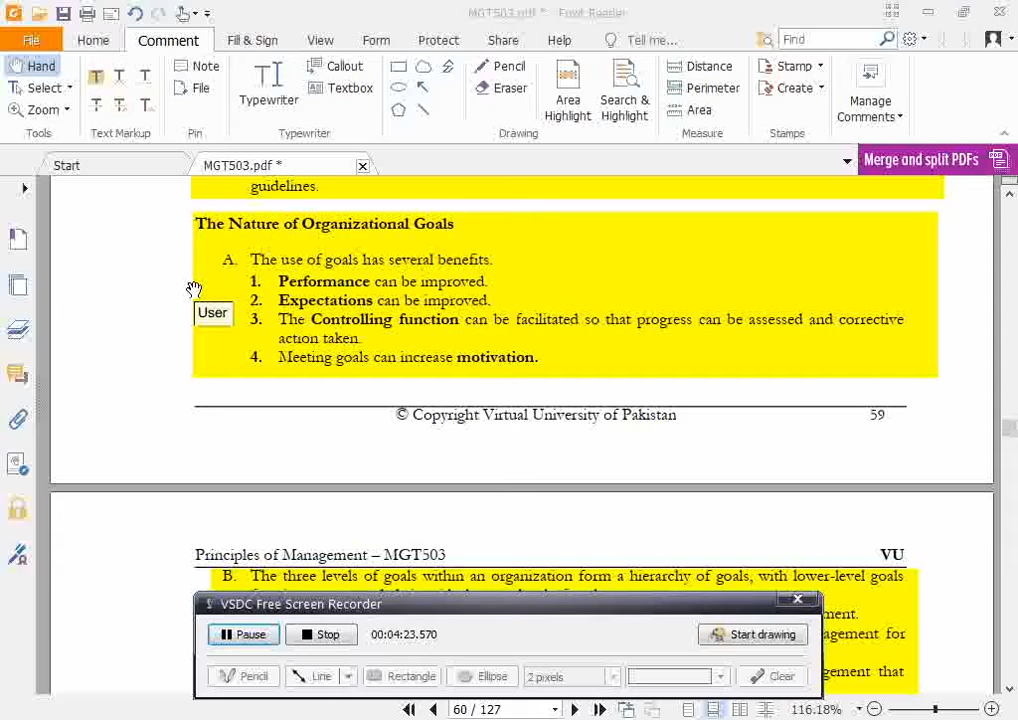 MGT503.pdf * - Foxit Reader
File
Home
Comment
Fill & Sign
View
Form
Protect
Share
Help
Tell me...
Find
Hand
Select
Zoom
Tools
Text Markup
Note
File
Pin
Typewriter
Callout
Textbox
Typewriter
Pencil
Eraser
Drawing
Area
Highlight
Search &
Highlight
Distance
Perimeter
Area
Measure
Stamp
Create
Stamps
Manage
Comments
Start
MGT503.pdf *
Merge and split PDFs
guidelines.
The Nature of Organizational Goals
A. The use of goals has several benefits.
1. Performance can be improved.
2. Expectations can be improved.
User
3. The Controlling function can be facilitated so that progress can be assessed and corrective
action taken.
4. Meeting goals can increase motivation.
© Copyright Virtual University of Pakistan 59
Principles of Management – MGT503 VU
B. The three levels of goals within an organization form a hierarchy of goals, with lower-level goals
VSDC Free Screen Recorder
Pause
Stop
00:04:23.570
Start drawing
Pencil
Line
Rectangle
Ellipse
2 pixels
Clear
agement for
gement that
60 / 127
116.18%